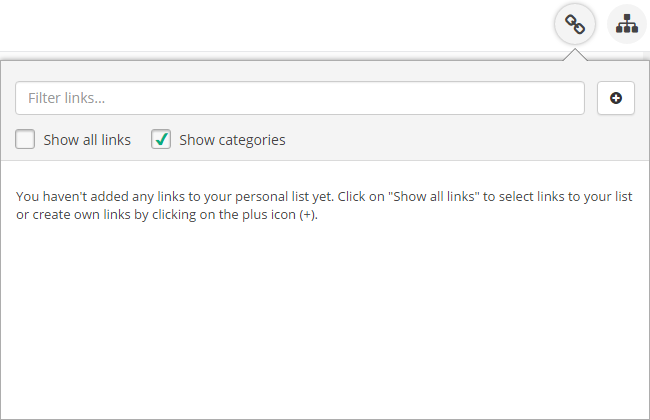 Filter links...
Show all links Show categories
You haven't added any links to your personal list yet. Click on "Show all links" to select links to your list
or create own links by clicking on the plus icon (+).